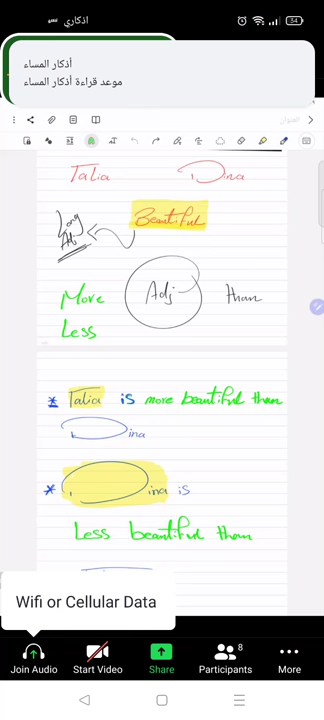 اذكاري
54
أذكار المساء
موعد قراءة أذكار المساء
العنوان
Talia Dina
Beautiful
Long
Adj
More Adj than
Less
* Talia is more beautiful than
Dina
* Dina is
Less beautiful than
Wifi or Cellular Data
8
Join Audio Start Video Share Participants More